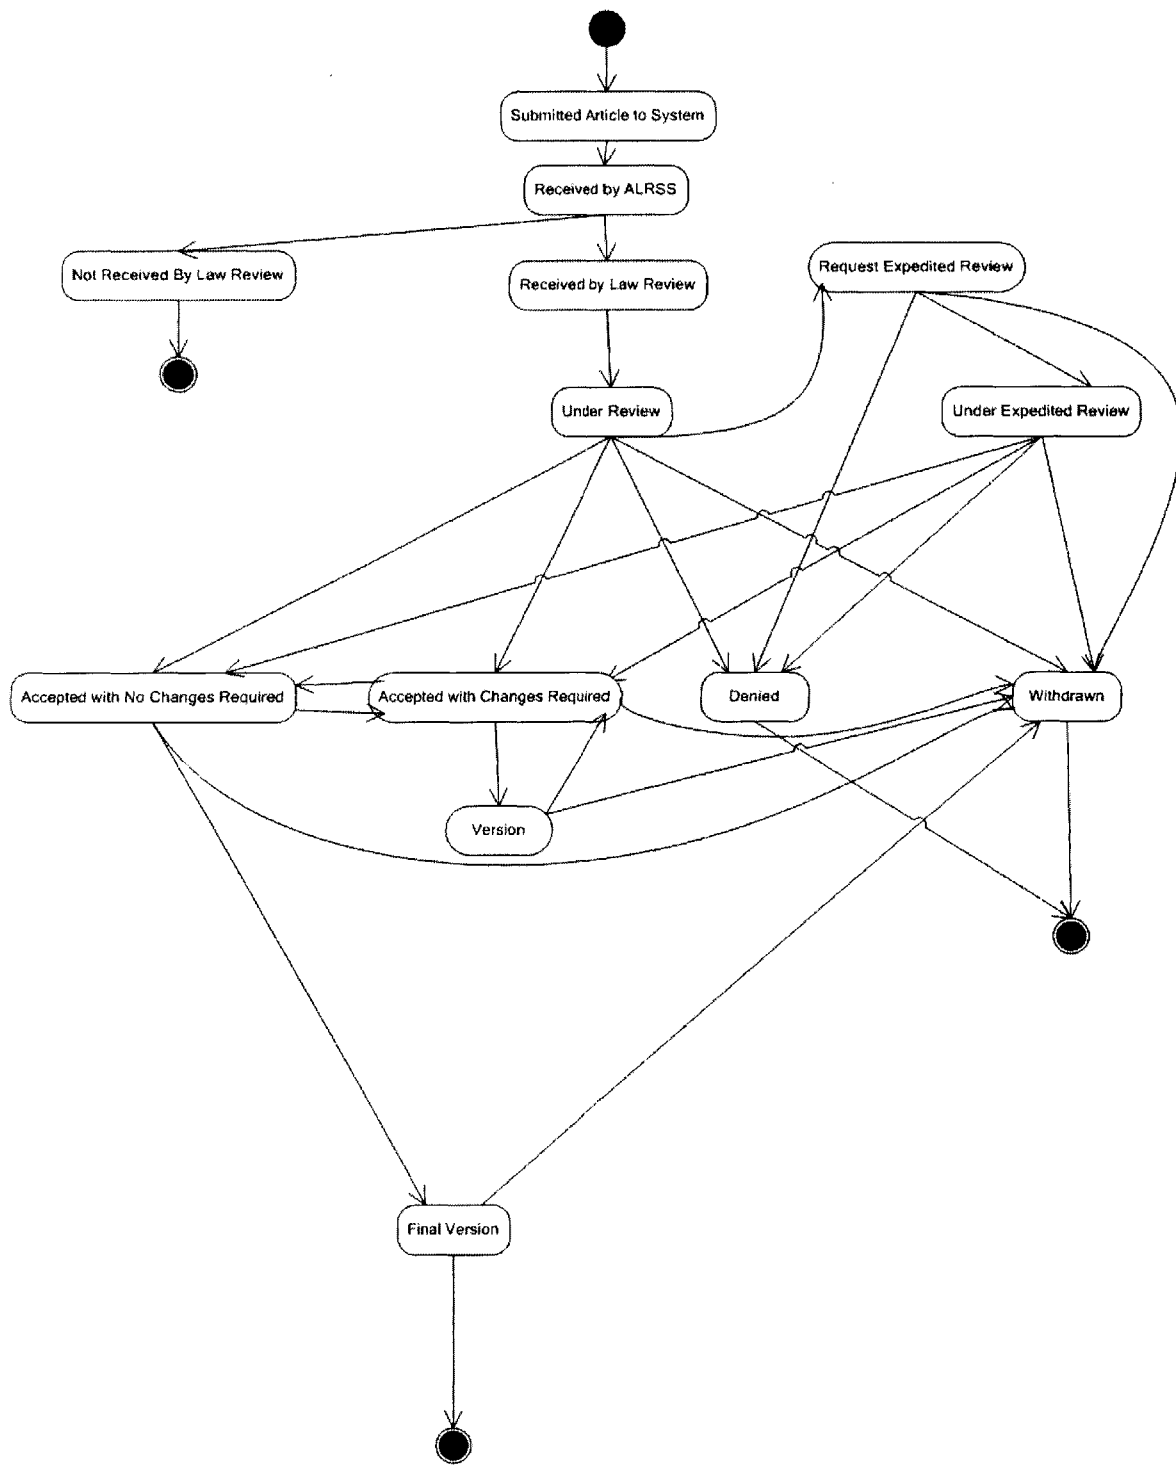 Submitted Article to System
Received by ALRSS
Not Received By Law Review
Received by Law Review
Request Expedited Review
Under Review
Under Expedited Review
Accepted with No Changes Required
Accepted with Changes Required
Denied
Withdrawn
Version
Final Version